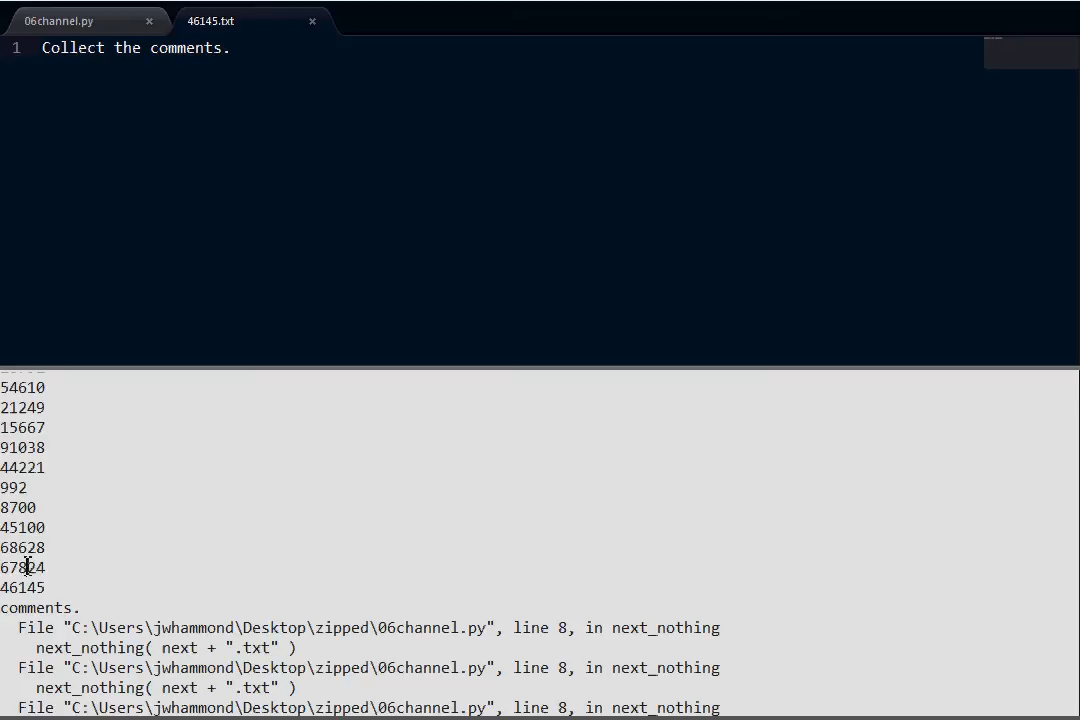 06channel.py × 46145.txt ×
1 Collect the comments.
54610
21249
15667
91038
44221
992
8700
45100
68628
67824
46145
comments.
File "C:\Users\jwhammond\Desktop\zipped\06channel.py", line 8, in next_nothing
next_nothing( next + ".txt" )
File "C:\Users\jwhammond\Desktop\zipped\06channel.py", line 8, in next_nothing
next_nothing( next + ".txt" )
File "C:\Users\jwhammond\Desktop\zipped\06channel.py", line 8, in next_nothing